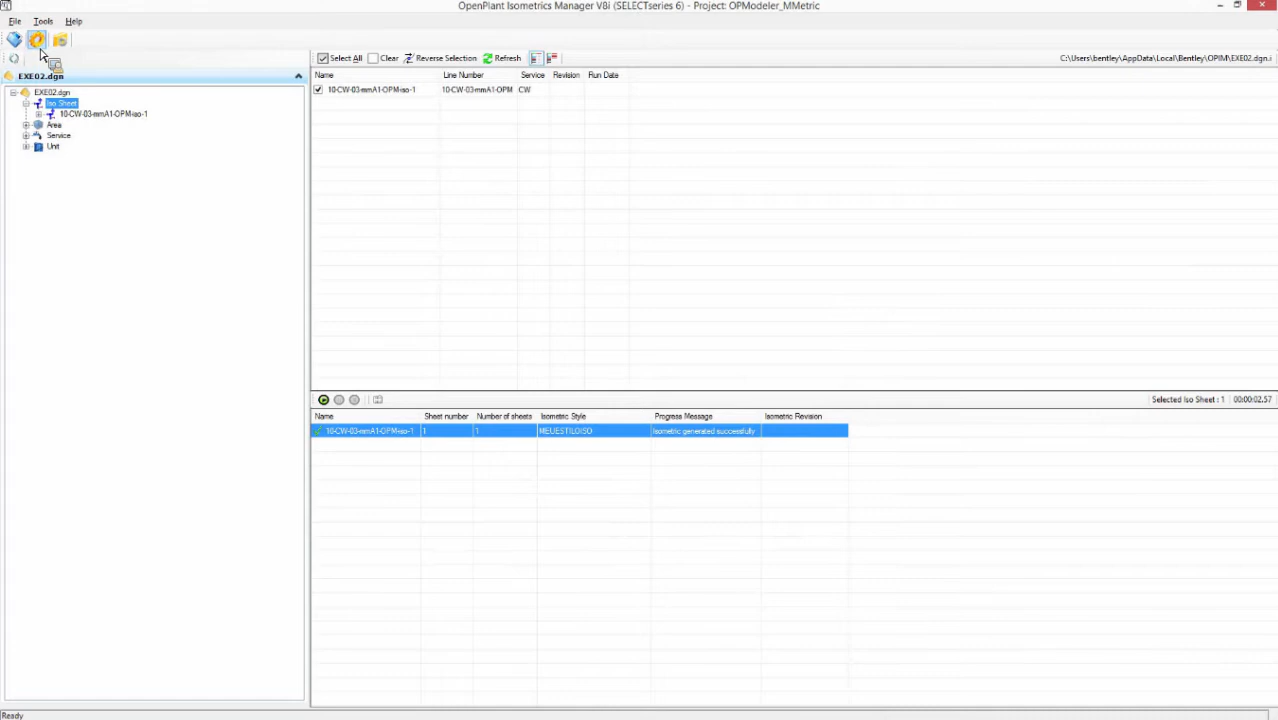 OpenPlant Isometrics Manager V8i (SELECTseries 6) - Project: OPModeler_MMetric
File Tools Help
Select All Clear Reverse Selection Refresh C:\Users\bentley\AppData\Local\Bentley\OPIM\EXE02.dgn.i
EXE02.dgn
EXE02.dgn
Iso Sheet
10-CW-03-mmA1-OPM-iso-1
Area
Service
Unit
Name Line Number Service Revision Run Date
10-CW-03-mmA1-OPM-iso-1 10-CW-03-mmA1-OPM CW
Selected Iso Sheet : 1 00:00:02.57
Name Sheet number Number of sheets Isometric Style Progress Message Isometric Revision
10-CW-03-mmA1-OPM-iso-1 1 1 MEUESTILOISO Isometric generated successfully
Ready